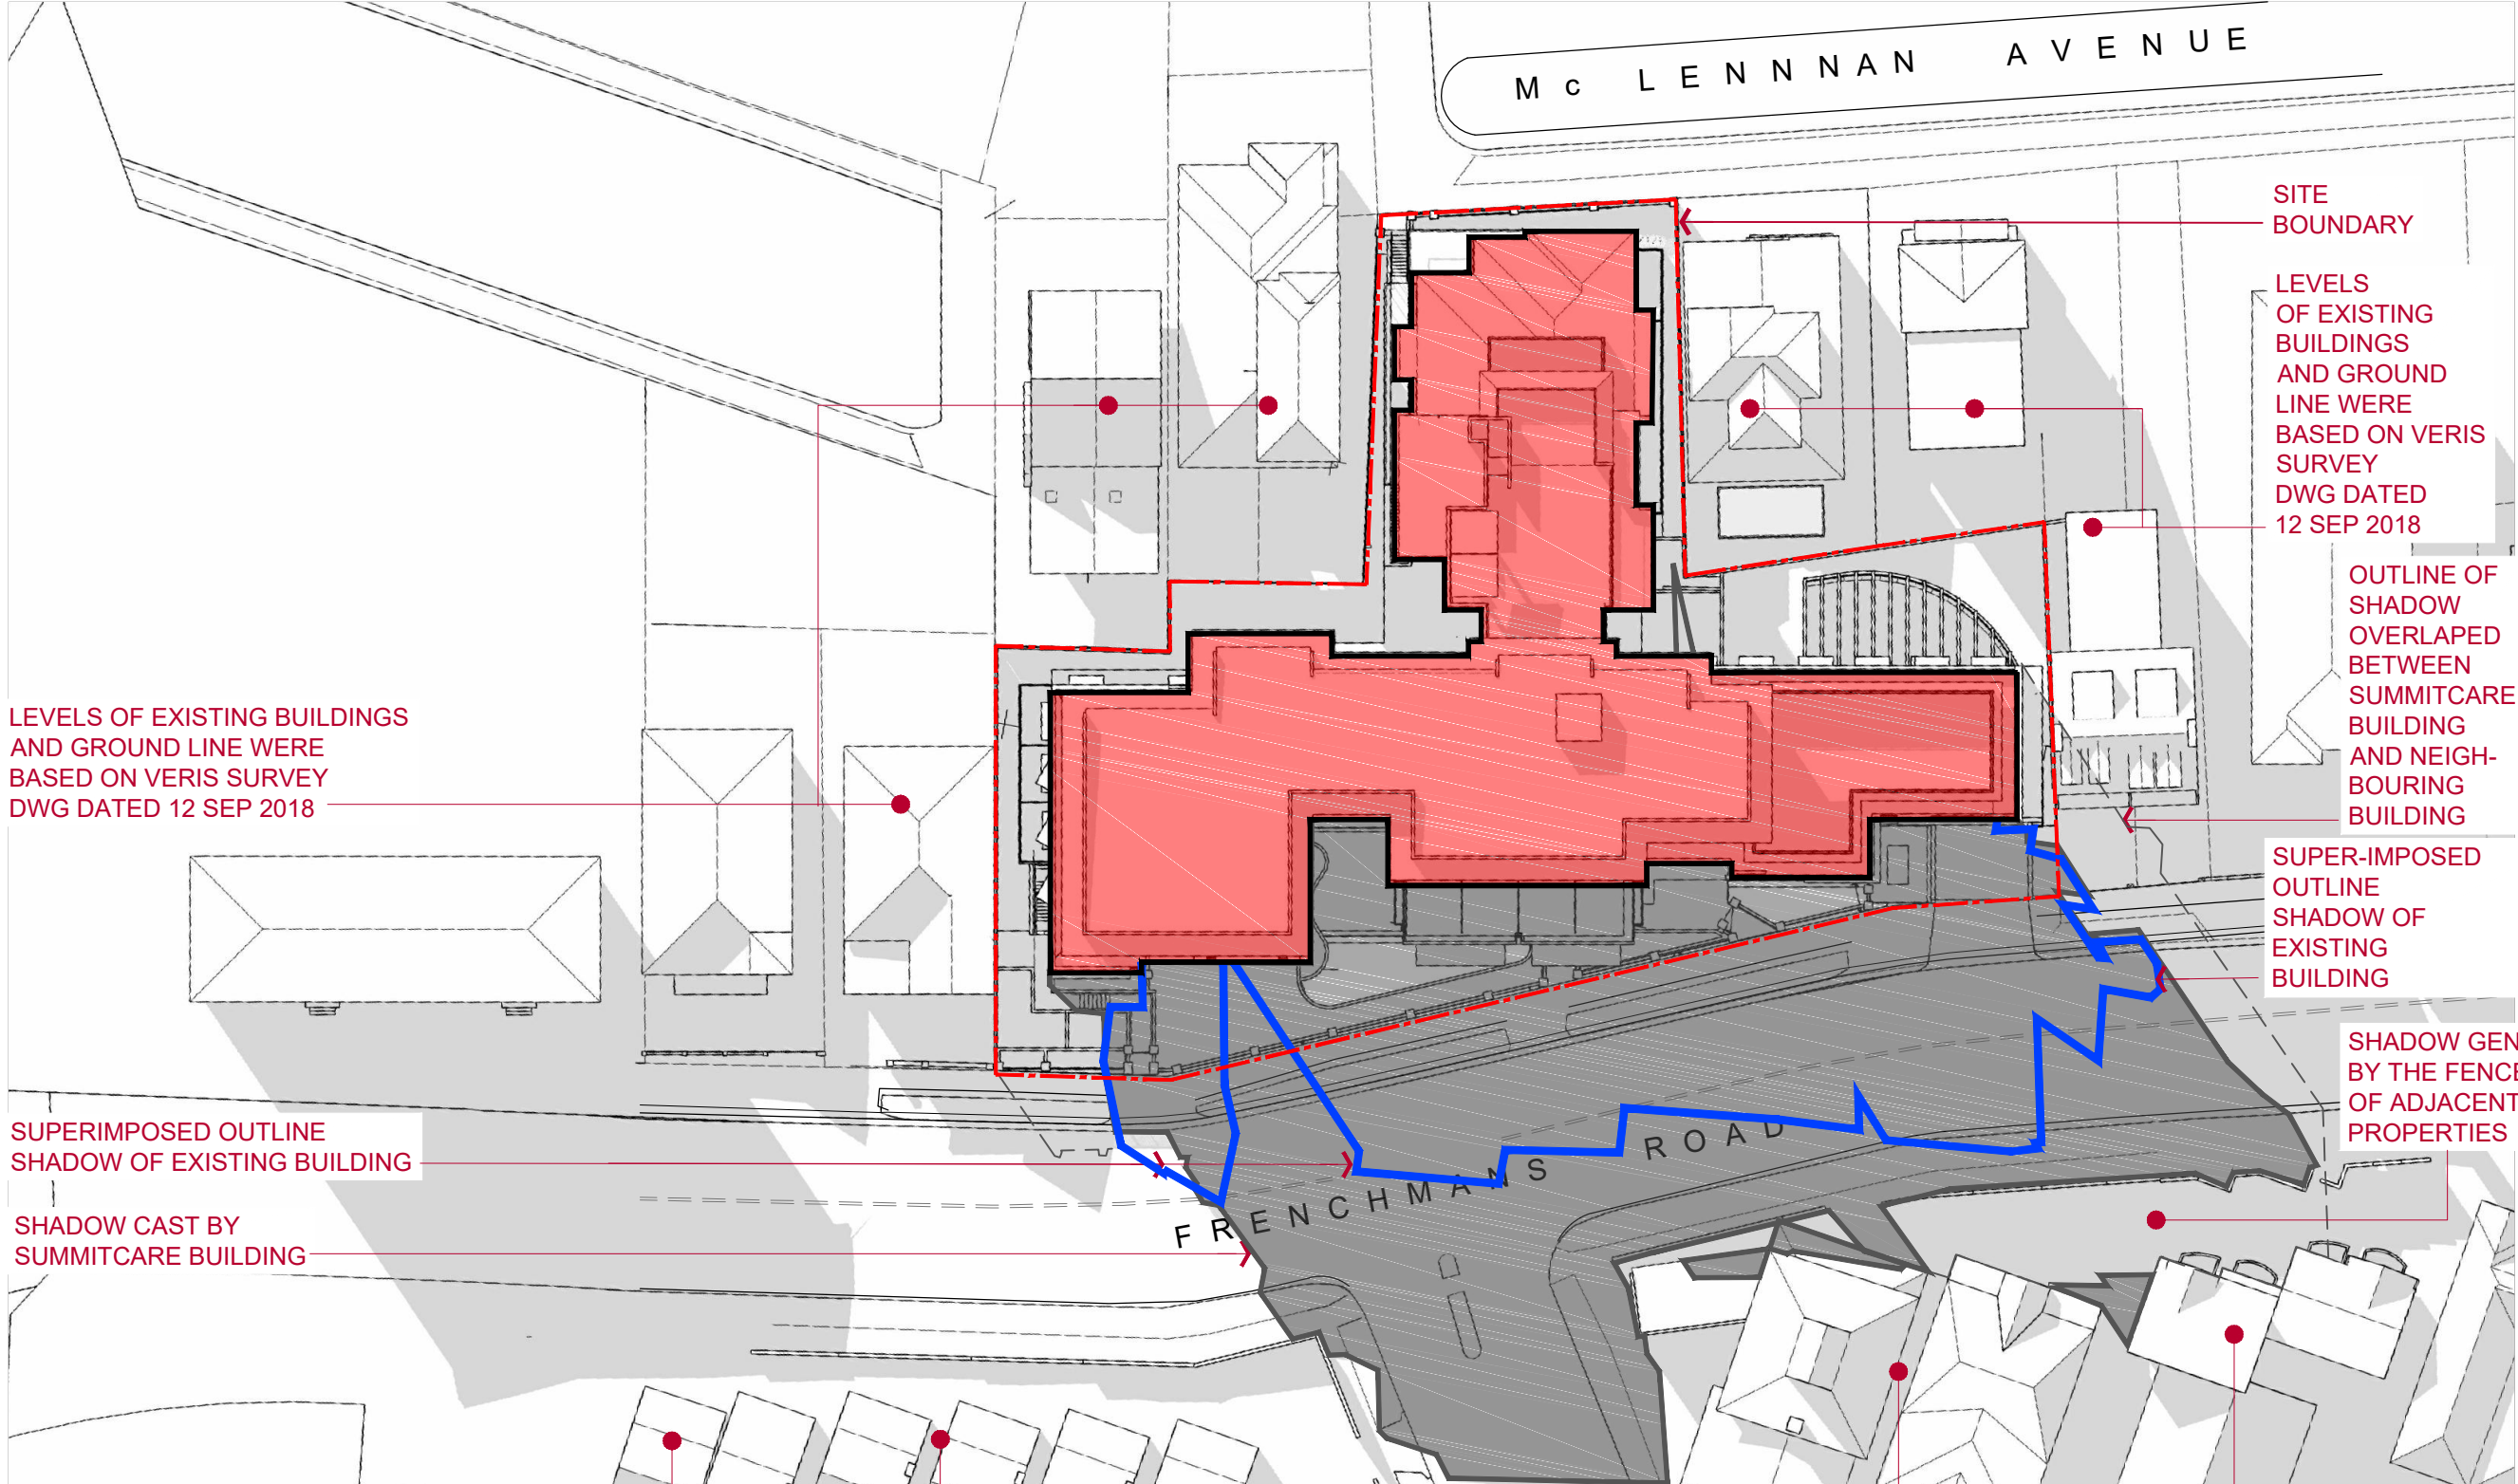 Mc LENNNAN AVENUE
SITE
BOUNDARY
LEVELS
OF EXISTING
BUILDINGS
AND GROUND
LINE WERE
BASED ON VERIS
SURVEY
DWG DATED
12 SEP 2018
OUTLINE OF
SHADOW
OVERLAPED
BETWEEN
SUMMITCARE
BUILDING
AND NEIGH-
BOURING
BUILDING
LEVELS OF EXISTING BUILDINGS
AND GROUND LINE WERE
BASED ON VERIS SURVEY
DWG DATED 12 SEP 2018
SUPER-IMPOSED
OUTLINE
SHADOW OF
EXISTING
BUILDING
SHADOW GEN
BY THE FENCE
OF ADJACENT
PROPERTIES
SUPERIMPOSED OUTLINE
SHADOW OF EXISTING BUILDING
FRENCHMANS ROAD
SHADOW CAST BY
SUMMITCARE BUILDING